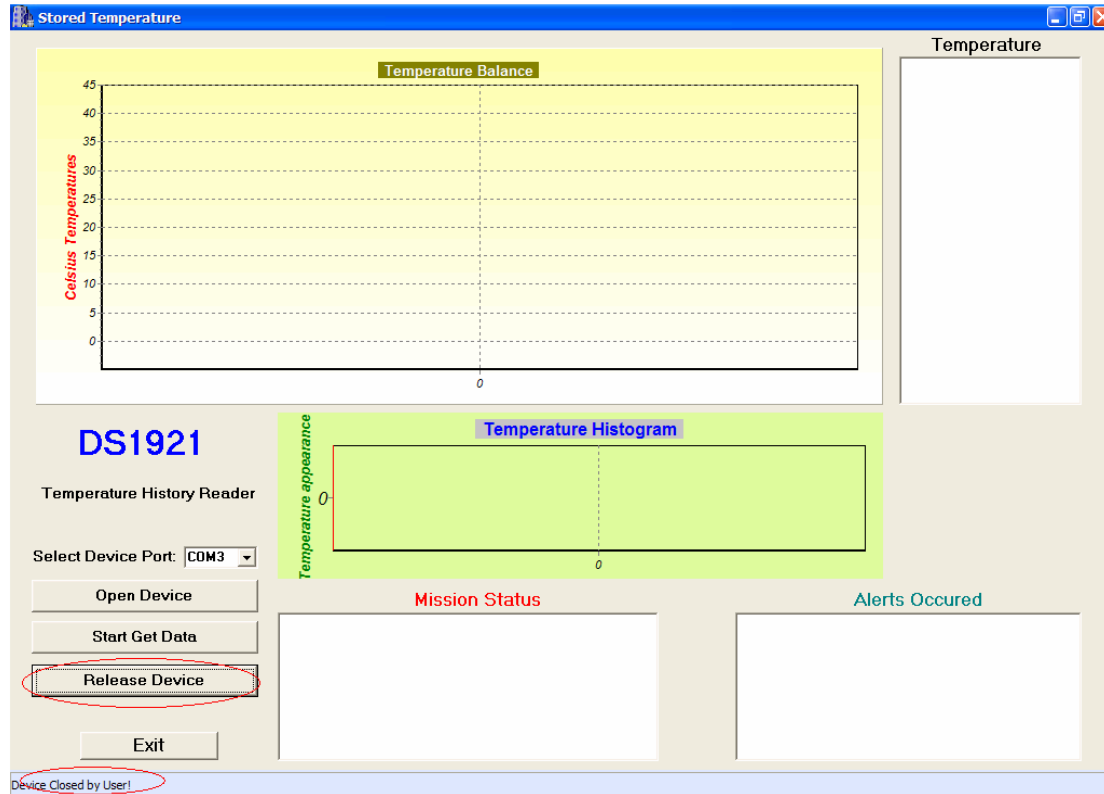 Stored Temperature
Temperature
Temperature Balance
45
40
35
30
25
20
15
10
5
0
Celsius Temperatures
0
DS1921
Temperature History Reader
Temperature Histogram
Temperature appearance
0
0
Select Device Port: COM3
Open Device
Start Get Data
Release Device
Exit
Mission Status
Alerts Occured
Device Closed by User!